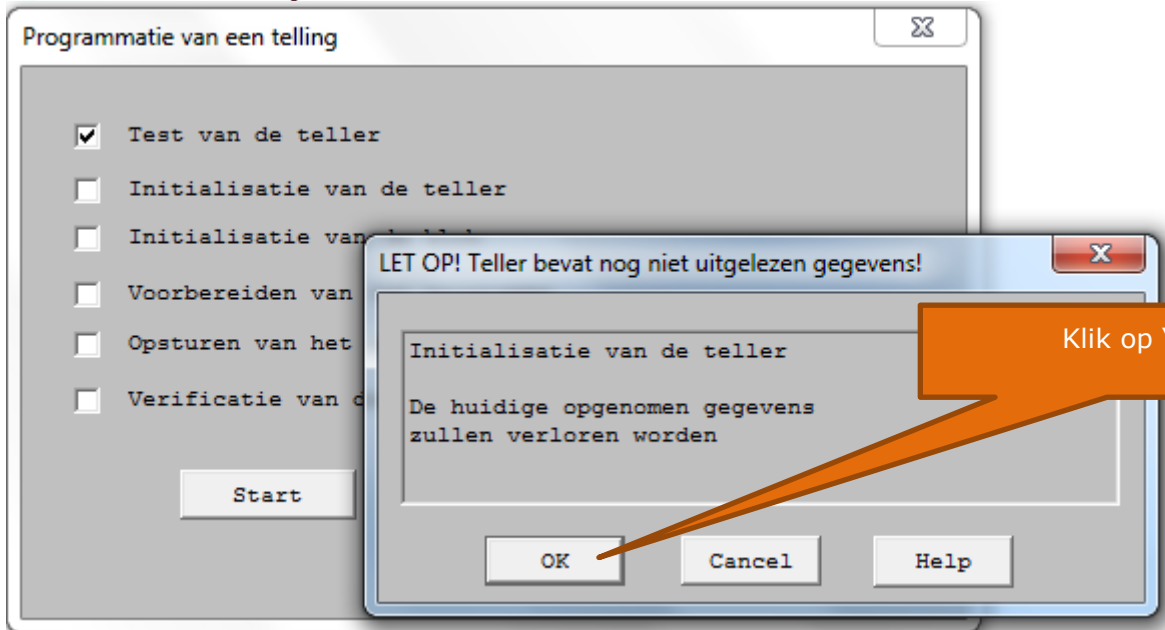 Programmatie van een telling
Test van de teller
Initialisatie van de teller
Initialisatie van
Voorbereiden van
Opsturen van het
Verificatie van
Start
LET OP! Teller bevat nog niet uitgelezen gegevens!
Initialisatie van de teller
De huidige opgenomen gegevens
zullen verloren worden
OK Cancel Help
Klik op